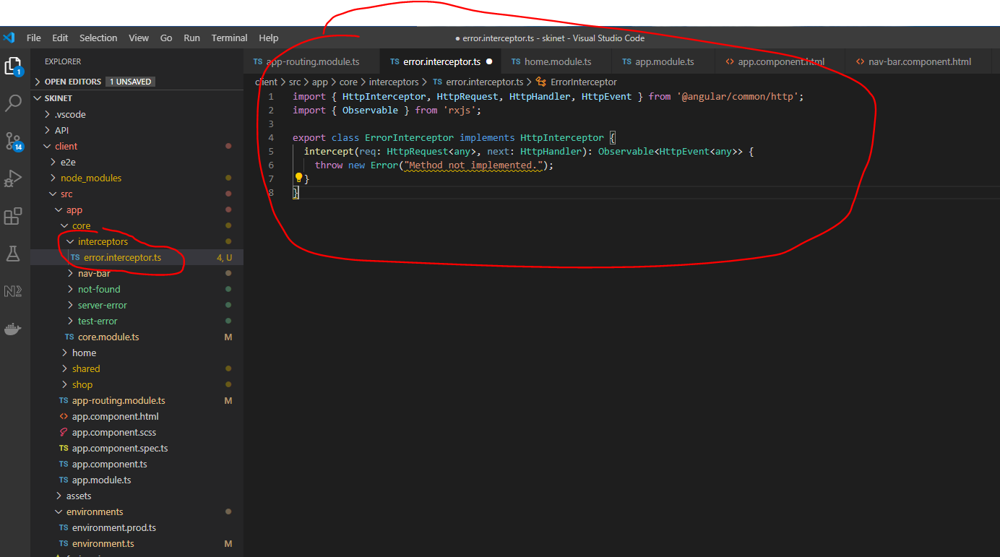 File Edit Selection View Go Run Terminal Help ● error.interceptor.ts - skinet - Visual Studio Code
EXPLORER
1
OPEN EDITORS 1 UNSAVED
SKINET
.vscode
API
client
e2e
node_modules
src
app
core
interceptors
TS error.interceptor.ts 4, U
nav-bar
not-found
server-error
test-error
TS core.module.ts M
home
shared
shop
TS app-routing.module.ts M
<> app.component.html
app.component.scss
TS app.component.spec.ts
TS app.component.ts
TS app.module.ts
assets
environments
TS environment.prod.ts
TS environment.ts M
14
TS app-routing.module.ts TS error.interceptor.ts ● TS home.module.ts TS app.module.ts <> app.component.html <> nav-bar.component.html
client > src > app > core > interceptors > TS error.interceptor.ts > ErrorInterceptor
1 import { HttpInterceptor, HttpRequest, HttpHandler, HttpEvent } from '@angular/common/http';
2 import { Observable } from 'rxjs';
3
4 export class ErrorInterceptor implements HttpInterceptor {
5 intercept(req: HttpRequest<any>, next: HttpHandler): Observable<HttpEvent<any>> {
6 throw new Error("Method not implemented.");
7 }
8 }